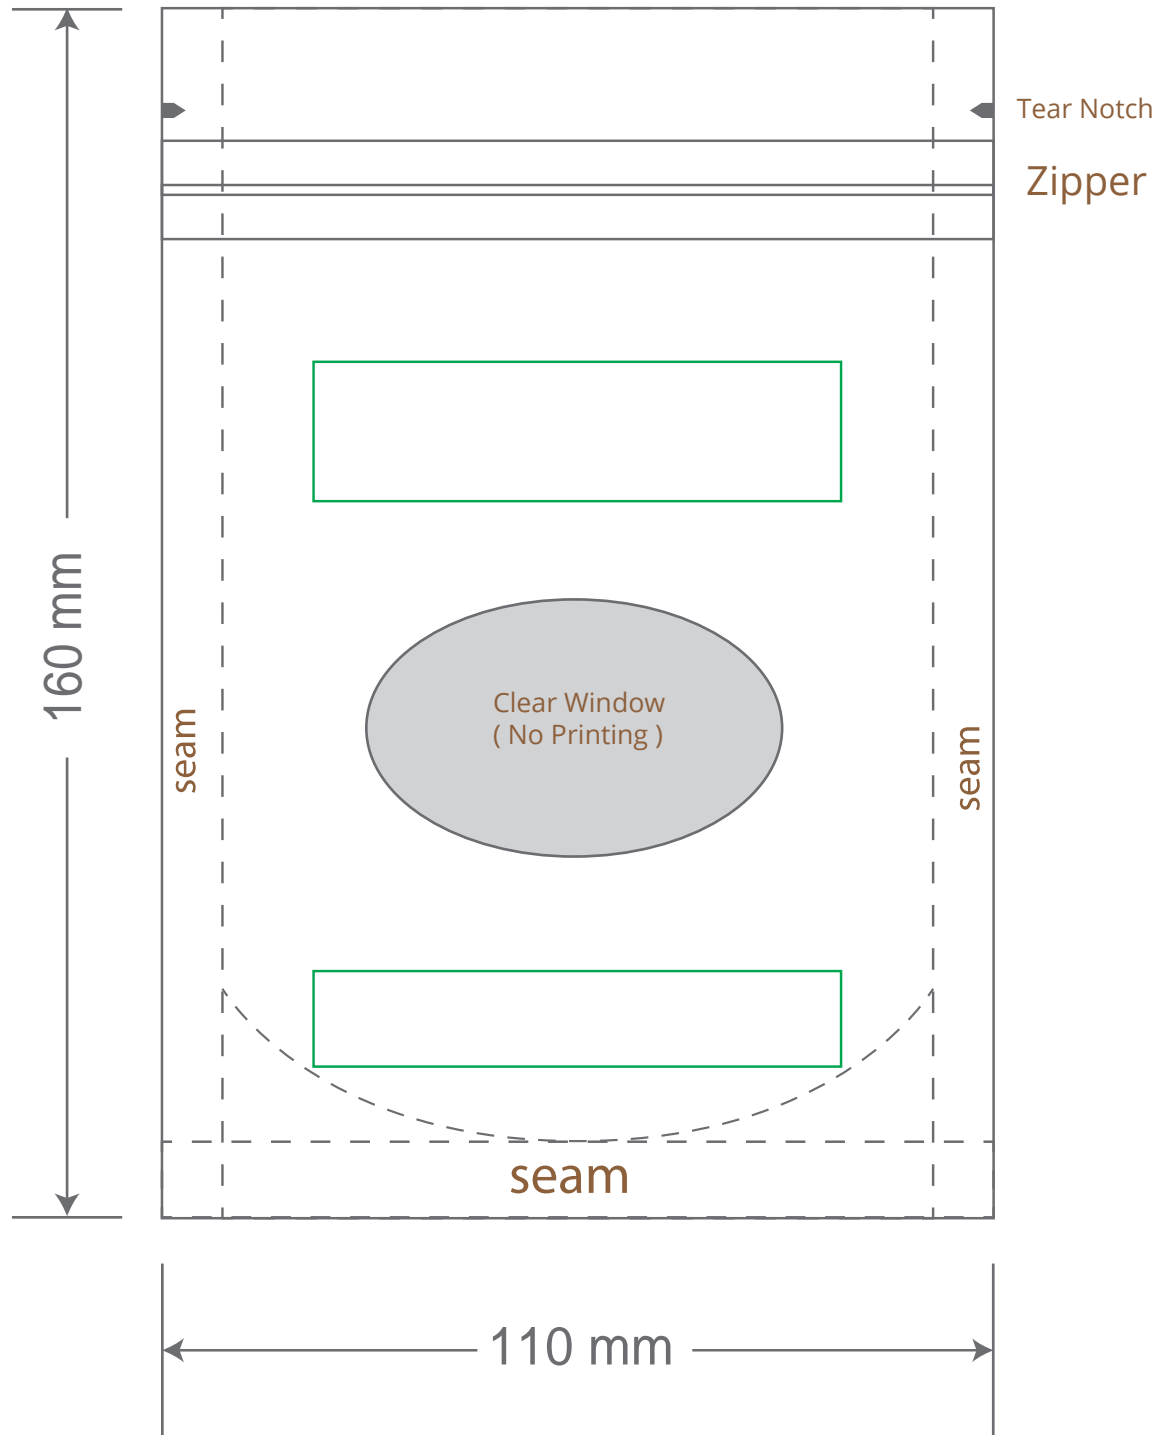 Tear Notch
Zipper
160 mm
Clear Window
( No Printing )
seam
seam
seam
110 mm